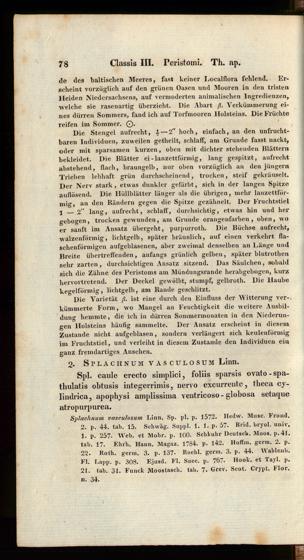 78 Classis III. Peristomi. Th. ap.
de des baltischen Meeres, fast keiner Localflora fehlend. Er-
scheint vorzüglich auf den grünen Oasen und Mooren in den tristen
Heiden Niedersachsens, auf vermoderten animalischen Ingredienzen,
welche sie rasenartig überzieht. Die Abart β. Verkümmerung ei-
nes dürren Sommers, fand ich auf Torfmooren Holsteins. Die Früchte
reifen im Sommer. ☉.
Die Stengel aufrecht, ½—2" hoch, einfach, an den unfrucht-
baren Individuen, zuweilen getheilt, schlaff, am Grunde fast nackt,
oder mit sparsamen kurzen, oben mit dichter stehenden Blättern
bekleidet. Die Blätter ei-lanzettförmig, lang gespitzt, aufrecht
abstehend, flach, braungelb, nur oben vorzüglich an den jüngern
Trieben lebhaft grün durchscheinend, trocken, steif gekräuselt.
Der Nerv stark, etwas dunkler gefärbt, sich in der langen Spitze
auflösend. Die Hüllblätter länger als die übrigen, mehr lanzettför-
mig, an den Rändern gegen die Spitze gezähnelt. Der Fruchtstiel
1 — 2" lang, aufrecht, schlaff, durchsichtig, etwas hin und her
gebogen, trocken gewunden, am Grunde orangenfarben, oben, wo
er sanft im Ansatz übergeht, purpurroth. Die Büchse aufrecht,
walzenförmig, lichtgelb, später bräunlich, auf einen verkehrt fla-
schenförmigen aufgeblasenen, aber zweimal denselben an Länge und
Breite übertreffenden, anfangs grünlich gelben, später blutrothen
sehr zarten, durchsichtigen Ansatz sitzend. Das Säulchen, sobald
sich die Zähne des Peristoms am Mündungsrande herabgebogen, kurz
hervortretend. Der Deckel gewölbt, stumpf, gelbroth. Die Haube
kegelförmig, lichtgelb, am Rande geschlitzt.
Die Varietät β. ist eine durch den Einfluss der Witterung ver-
kümmerte Form, wo Mangel an Feuchtigkeit die weitere Ausbil-
dung hemmte, die ich in dürren Sommermonaten in den Niederun-
gen Holsteins häufig sammelte. Der Ansatz erscheint in diesem
Zustande nicht aufgeblasen, sondern verlängert sich keulenförmig
im Fruchtstiel, und verleiht in diesem Zustande den Individuen ein
ganz fremdartiges Ansehen.
2. SPLACHNUM VASCULOSUM Linn.
Spl. caule erecto simplici, foliis sparsis ovato-spa-
thulatis obtusis integerrimis, nervo excurrente, theca cy-
lindrica, apophysi amplissima ventricoso-globosa setaque
atropurpurea.
Splachnum vasculosum Linn. Sp. pl. p. 1572. Hedw. Musc. Frond.
2. p. 44. tab. 15. Schwäg. Suppl. 1. 1. p. 57. Brid. bryol. univ.
1. p. 257. Web. et Mohr. p. 100. Schkuhr Deutsch. Moos. p. 41.
tab. 17. Ehrh. Hann. Magaz. 1784. p. 142. Hoffm. germ. 2. p.
22. Roth. germ. 3. p. 137. Roehl. germ. 3. p. 44. Wahlenb.
Fl. Lapp. p. 308. Ejusd. Fl. Suec. p. 767. Hook. et Tayl. p.
21. tab. 31. Funck Moostasch. tab. 7. Grev. Scot. Crypt. Flor.
n. 34.